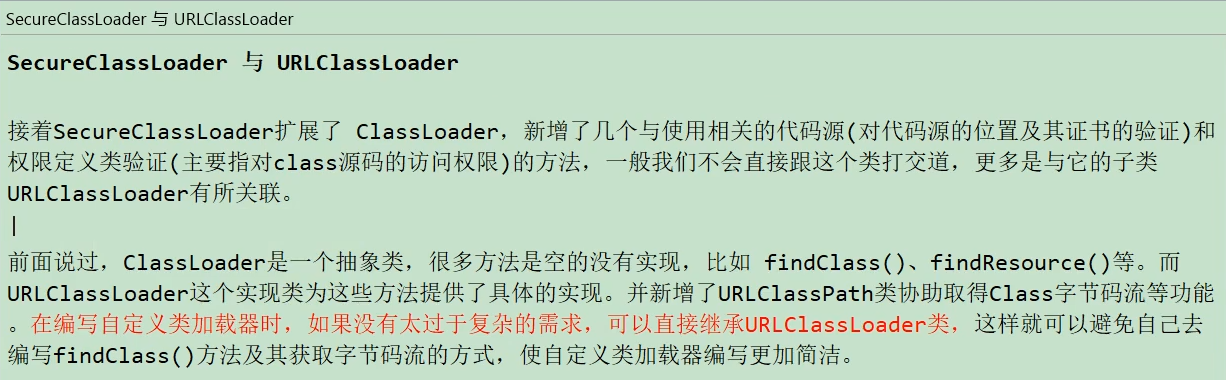 SecureClassLoader 与 URLClassLoader
SecureClassLoader 与 URLClassLoader
接着SecureClassLoader扩展了 ClassLoader，新增了几个与使用相关的代码源(对代码源的位置及其证书的验证)和
权限定义类验证(主要指对class源码的访问权限)的方法，一般我们不会直接跟这个类打交道，更多是与它的子类
URLClassLoader有所关联。
前面说过，ClassLoader是一个抽象类，很多方法是空的没有实现，比如 findClass()、findResource()等。而
URLClassLoader这个实现类为这些方法提供了具体的实现。并新增了URLClassPath类协助取得Class字节码流等功能
。在编写自定义类加载器时，如果没有太过于复杂的需求，可以直接继承URLClassLoader类，这样就可以避免自己去
编写findClass()方法及其获取字节码流的方式，使自定义类加载器编写更加简洁。